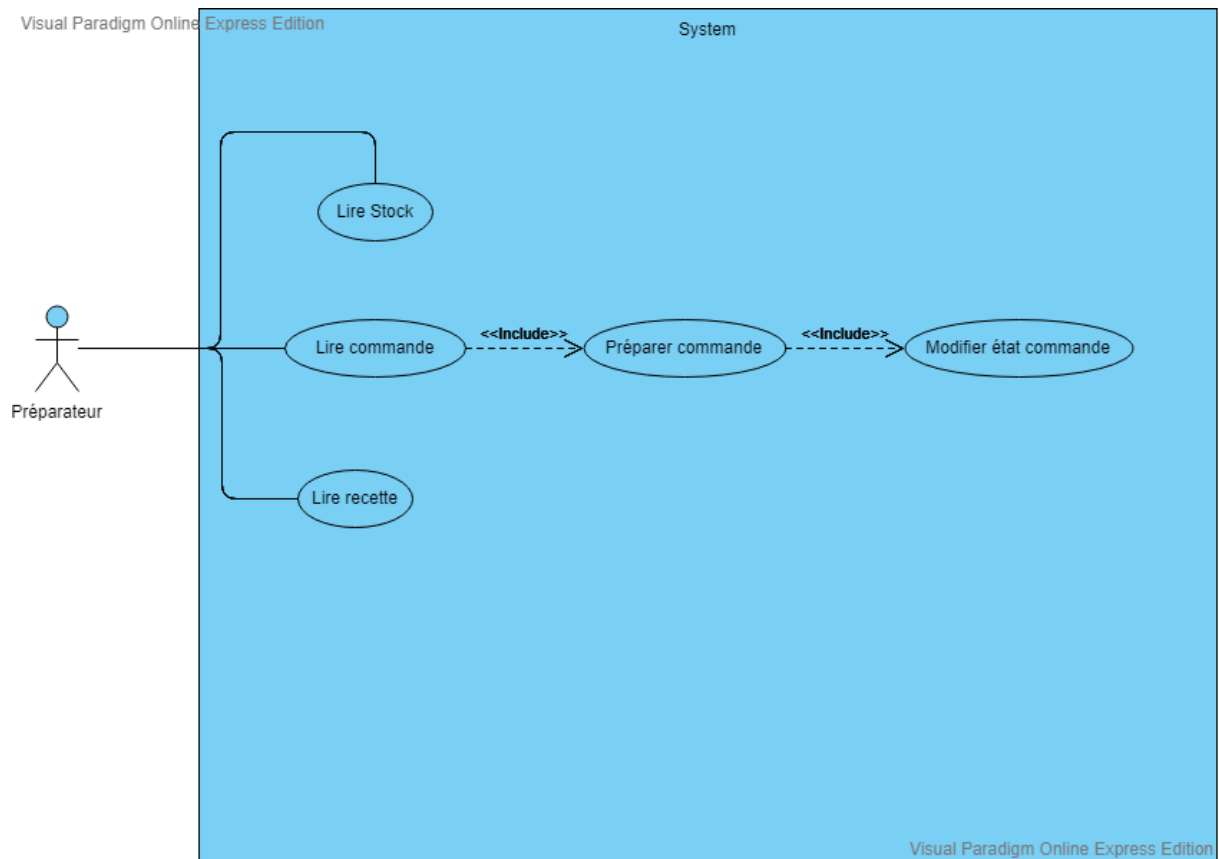 Visual Paradigm Online Express Edition
System
Lire Stock
<<Include>>
<<Include>>
Lire commande
Préparer commande
Modifier état commande
Préparateur
Lire recette
Visual Paradigm Online Express Edition